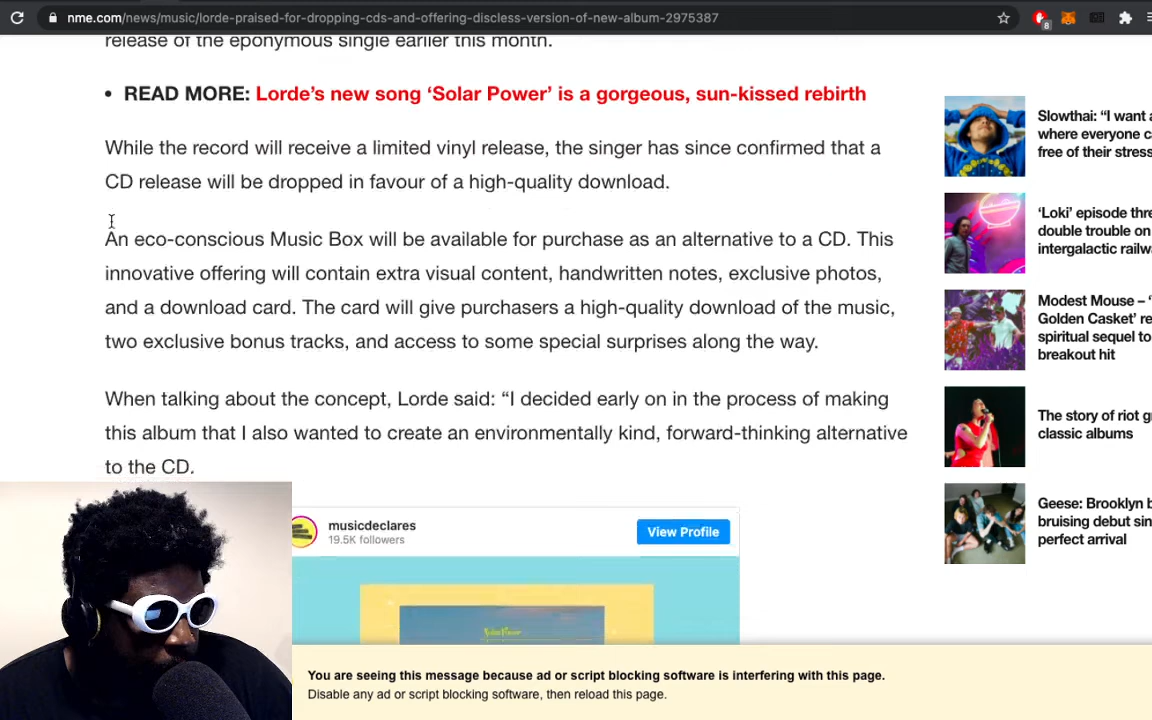 nme.com/news/music/lorde-praised-for-dropping-cds-and-offering-discless-version-of-new-album-2975387
8
release of the eponymous single earlier this month.
• READ MORE: Lorde’s new song ‘Solar Power’ is a gorgeous, sun-kissed rebirth
While the record will receive a limited vinyl release, the singer has since confirmed that a
CD release will be dropped in favour of a high-quality download.
An eco-conscious Music Box will be available for purchase as an alternative to a CD. This
innovative offering will contain extra visual content, handwritten notes, exclusive photos,
and a download card. The card will give purchasers a high-quality download of the music,
two exclusive bonus tracks, and access to some special surprises along the way.
When talking about the concept, Lorde said: “I decided early on in the process of making
this album that I also wanted to create an environmentally kind, forward-thinking alternative
to the CD.
musicdeclares
19.5K followers
View Profile
Solar Power
You are seeing this message because ad or script blocking software is interfering with this page.
Disable any ad or script blocking software, then reload this page.
Slowthai: “I want
where everyone
free of their stress
‘Loki’ episode
double trouble on
intergalactic
Modest Mouse – ‘
Golden Casket’
spiritual sequel to
breakout hit
The story of riot
classic albums
Geese: Brooklyn
bruising debut
perfect arrival